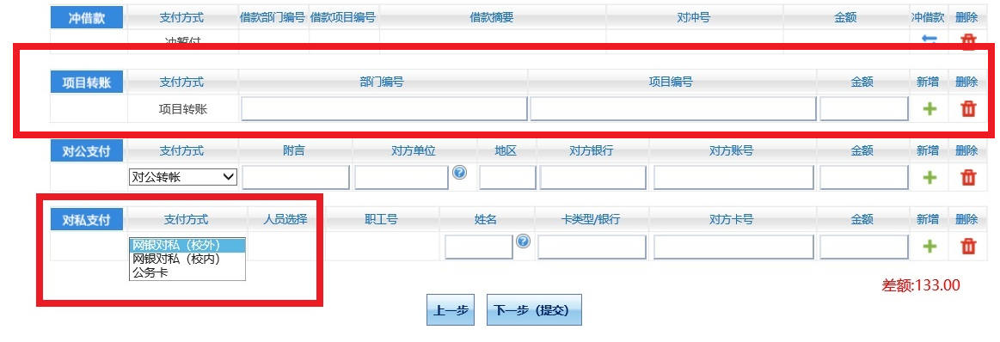 冲借款 支付方式 借款部门编号 借款项目编号 借款摘要 对冲号 金额 冲借款 删除
冲暂付
项目转账 支付方式 部门编号 项目编号 金额 新增 删除
项目转账
对公支付 支付方式 附言 对方单位 地区 对方银行 对方账号 金额 新增 删除
对公转帐
对私支付 支付方式 人员选择 职工号 姓名 卡类型/银行 对方卡号 金额 新增 删除
网银对私（校外）
网银对私（校内）
公务卡
差额:133.00
上一步 下一步（提交）